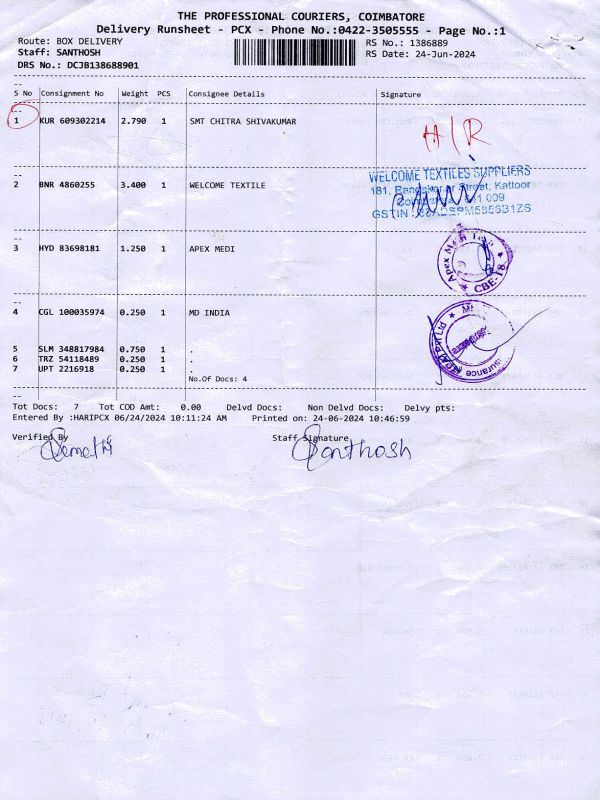 THE PROFESSIONAL COURIERS, COIMBATORE
Delivery Runsheet - PCX - Phone No.:0422-3505555 - Page No.:1
Route: BOX DELIVERY
RS No.: 1386889
Staff: SANTHOSH
RS Date: 24-Jun-2024
DRS No.: DCJB138688901
S No Consignment No Weight PCS Consignee Details Signature
1 KUR 609302214 2.790 1 SMT CHITRA SHIVAKUMAR
H/R
2 BNR 4860255 3.400 1 WELCOME TEXTILE
WELCOME TEXTILES SUPPLIERS
181, Street, Kattoor
GSTIN
3 HYD 83698181 1.250 1 APEX MEDI
Apex CBE-18
4 CGL 100035974 0.250 1 MD INDIA
5 SLM 348817984 0.750 1 .
6 TRZ 54118489 0.250 1 .
7 UPT 2216918 0.250 1 .
No.Of Docs: 4
Tot Docs: 7 Tot COD Amt: 0.00 Delvd Docs: Non Delvd Docs: Delvy pts:
Entered By :HARIPCX 06/24/2024 10:11:24 AM Printed on: 24-06-2024 10:46:59
Verified By
Staff Signature
Santhosh